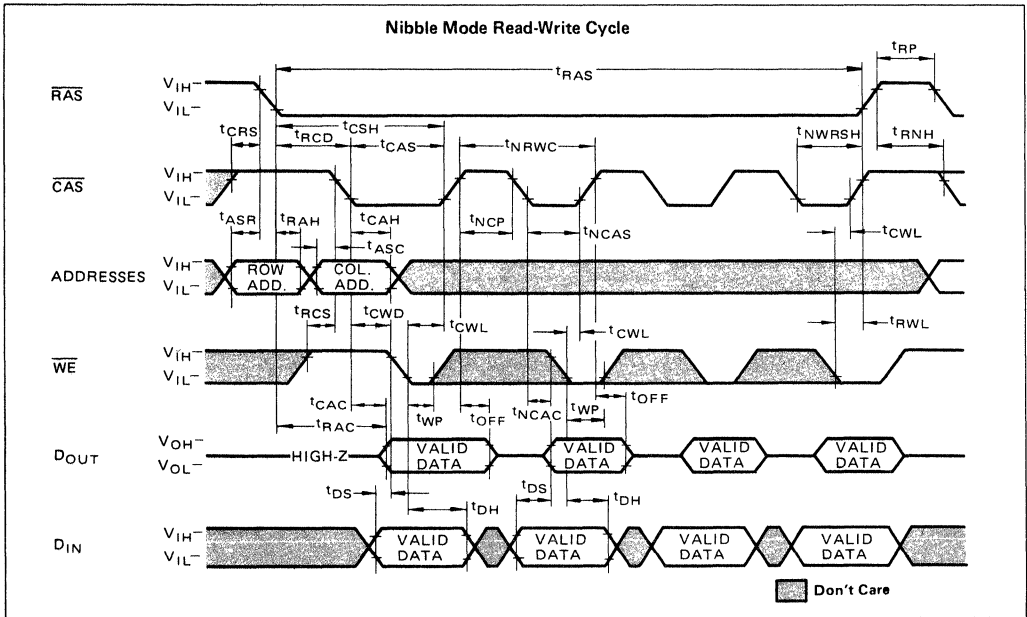 Nibble Mode Read-Write Cycle
tRP
tRAS
RAS
VIH–
VIL–
tCRS
tRCD
tCSH
tCAS
tNRWC
tNWRSH
tRNH
CAS
VIH–
VIL–
tASR
tRAH
tCAH
tASC
tNCP
tNCAS
tCWL
ADDRESSES
VIH–
VIL–
ROW ADD.
COL. ADD.
tRCS
tCWD
tCWL
tCWL
tRWL
WE
VIH–
VIL–
tCAC
tRAC
tWP
tOFF
tNCAC
tWP
tOFF
DOUT
VOH–
VOL–
HIGH-Z
VALID DATA
VALID DATA
VALID DATA
VALID DATA
tDS
tDH
tDS
tDH
DIN
VIH–
VIL–
VALID DATA
VALID DATA
VALID DATA
VALID DATA
Don't Care